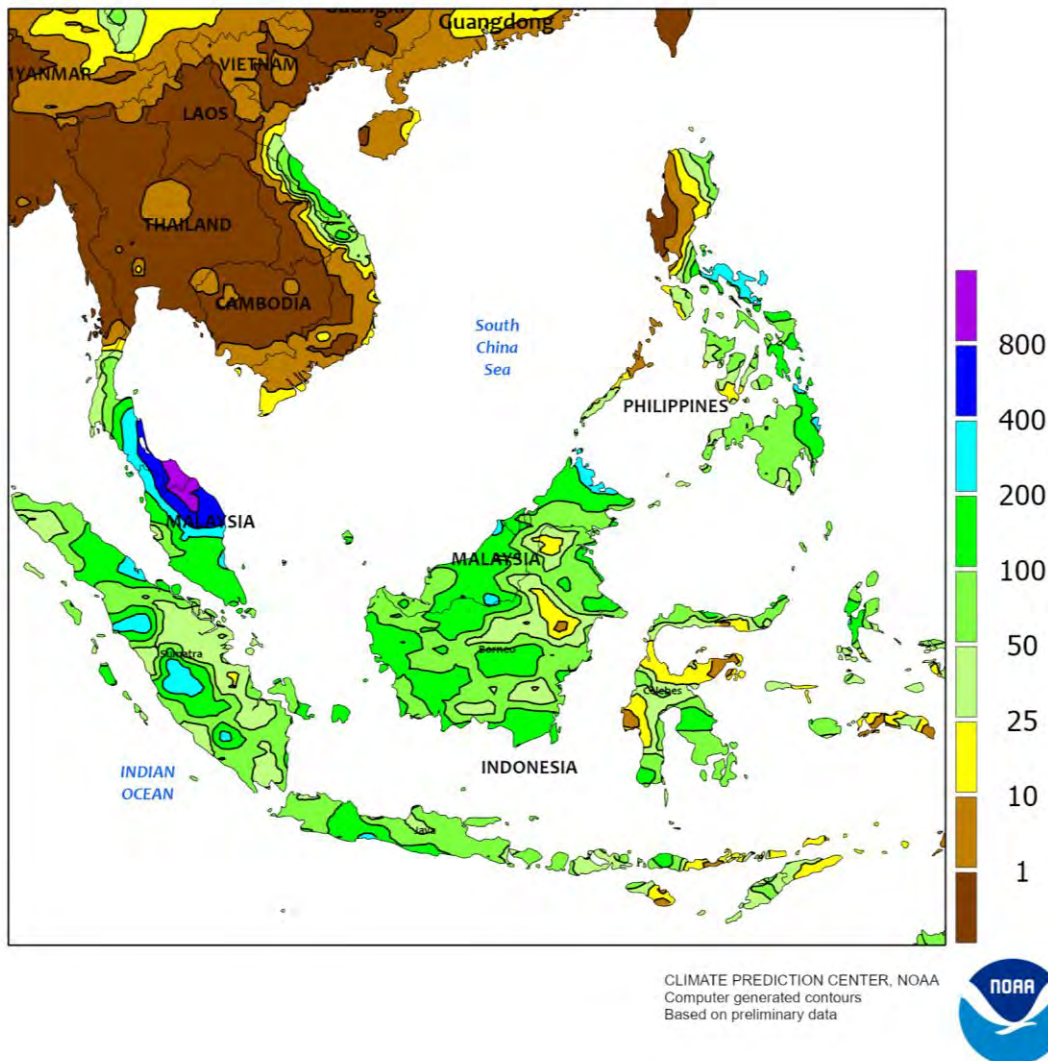 Guangxi
Guangdong
MYANMAR
VIETNAM
LAOS
THAILAND
CAMBODIA
South
China
Sea
PHILIPPINES
MALAYSIA
MALAYSIA
Sumatra
Borneo
Celebes
INDONESIA
INDIAN
OCEAN
Java
800
400
200
100
50
25
10
1
CLIMATE PREDICTION CENTER, NOAA
Computer generated contours
Based on preliminary data
NOAA